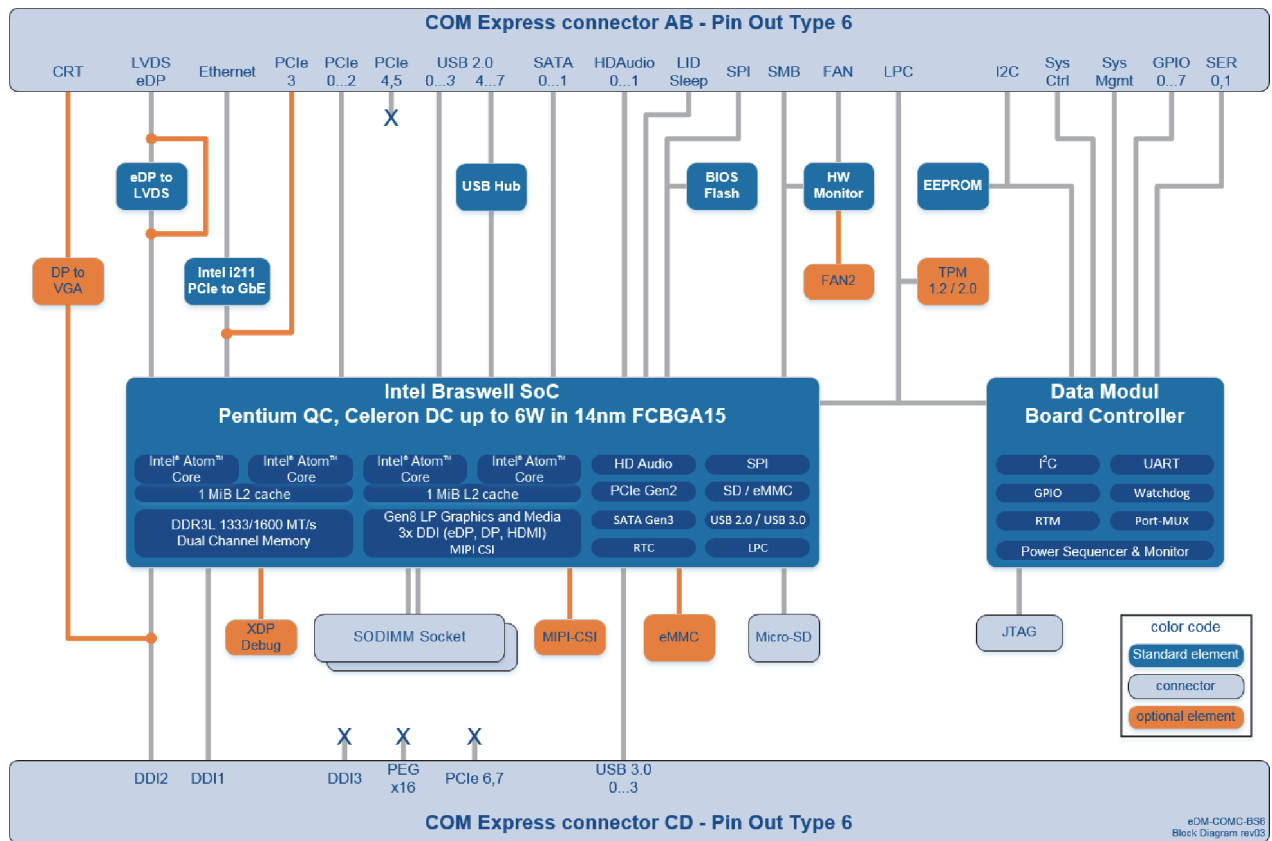 COM Express connector AB - Pin Out Type 6
CRT
LVDS
eDP
Ethernet
PCIe
3
PCIe
0...2
PCIe
4,5
USB 2.0
0...3 4...7
SATA
0...1
HDAudio
0...1
LID
Sleep
SPI
SMB
FAN
LPC
I2C
Sys
Ctrl
Sys
Mgmt
GPIO
0...7
SER
0,1
X
eDP to
LVDS
USB Hub
BIOS
Flash
HW
Monitor
EEPROM
DP to
VGA
Intel i211
PCIe to GbE
FAN2
TPM
1.2 / 2.0
Intel Braswell SoC
Pentium QC, Celeron DC up to 6W in 14nm FCBGA15
Intel® Atom™
Core
Intel® Atom™
Core
Intel® Atom™
Core
Intel® Atom™
Core
1 MiB L2 cache
1 MiB L2 cache
DDR3L 1333/1600 MT/s
Dual Channel Memory
Gen8 LP Graphics and Media
3x DDI (eDP, DP, HDMI)
MIPI CSI
HD Audio
SPI
PCIe Gen2
SD / eMMC
SATA Gen3
USB 2.0 / USB 3.0
RTC
LPC
Data Modul
Board Controller
I²C
UART
GPIO
Watchdog
RTM
Port-MUX
Power Sequencer & Monitor
XDP
Debug
SODIMM Socket
MIPI-CSI
eMMC
Micro-SD
JTAG
color code
Standard element
connector
optional element
X
X
X
DDI2
DDI1
DDI3
PEG
x16
PCIe 6,7
USB 3.0
0...3
COM Express connector CD - Pin Out Type 6
eDM-COMC-BS6
Block Diagram rev03